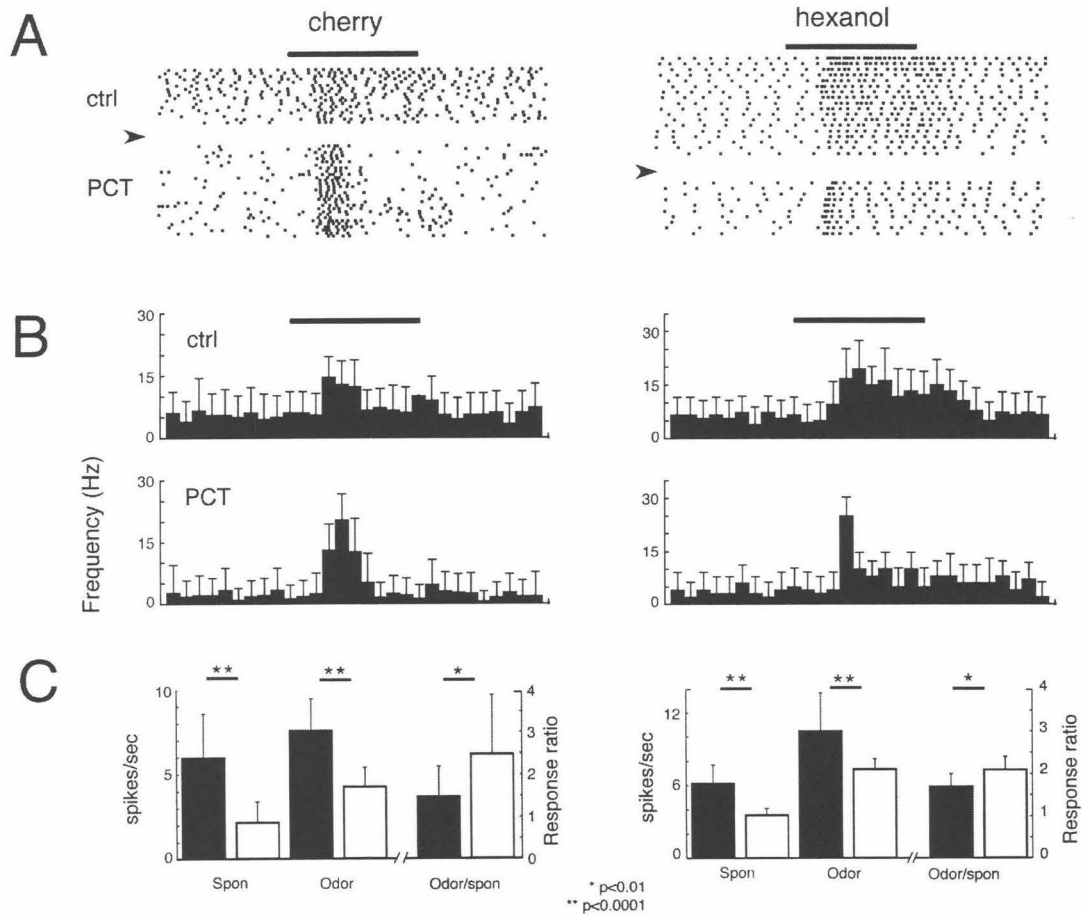 A
cherry
hexanol
ctrl
PCT
B
30
15
0
ctrl
30
15
0
30
15
0
PCT
30
15
0
Frequency (Hz)
C
10
5
0
spikes/sec
**
**
*
4
3
2
1
0
Response ratio
Spon
Odor
Odor/spon
12
6
0
spikes/sec
**
**
*
4
3
2
1
0
Response ratio
Spon
Odor
Odor/spon
* p<0.01
** p<0.0001